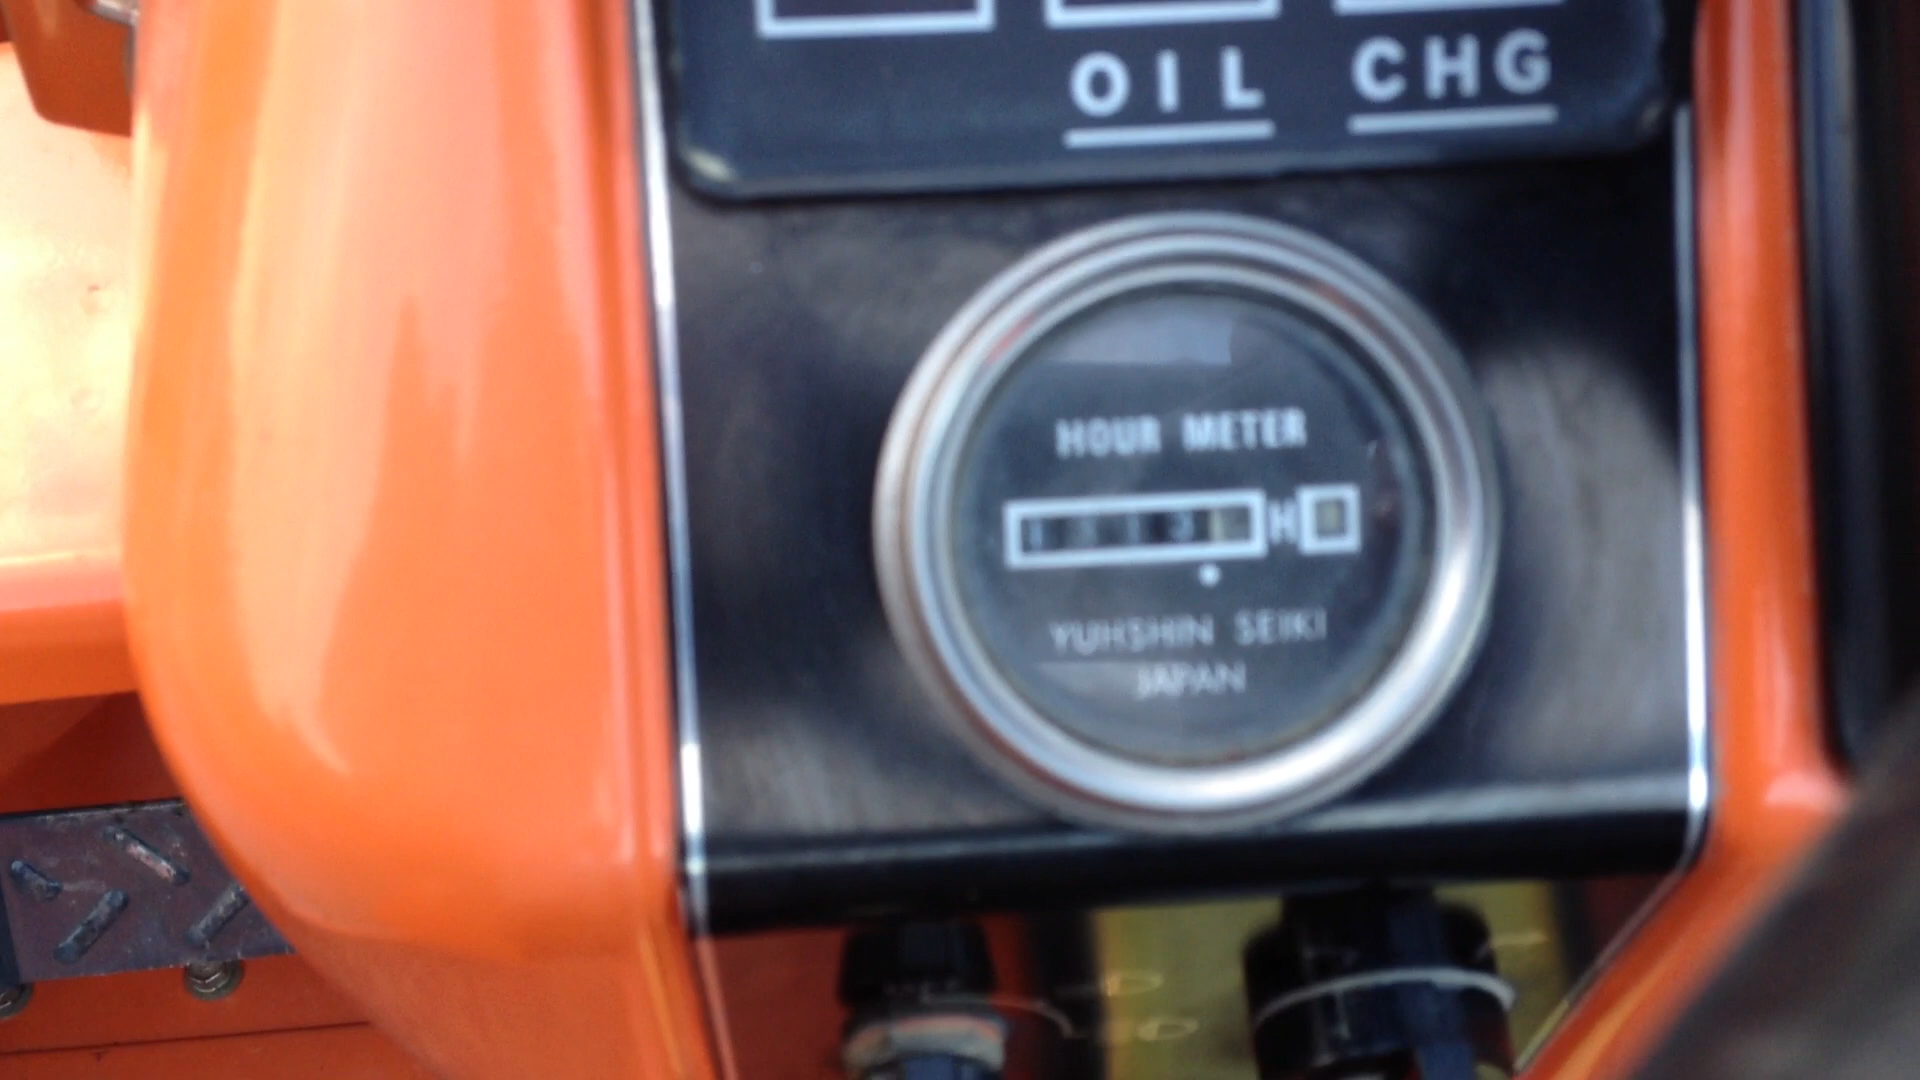 OIL CHG
HOUR METER
H
YUHSHIN SEIKI
JAPAN